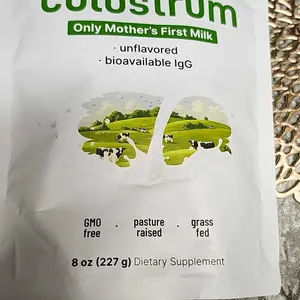 colostrum
Only Mother's First Milk
· unflavored
· bioavailable IgG
GMO . pasture . grass
free raised fed
8 oz (227 g) Dietary Supplement